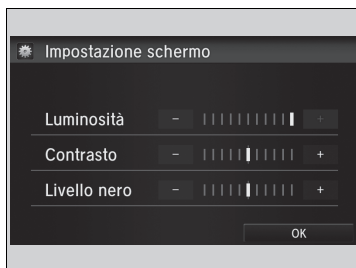 Impostazione schermo
Luminosità - +
Contrasto - +
Livello nero - +
OK